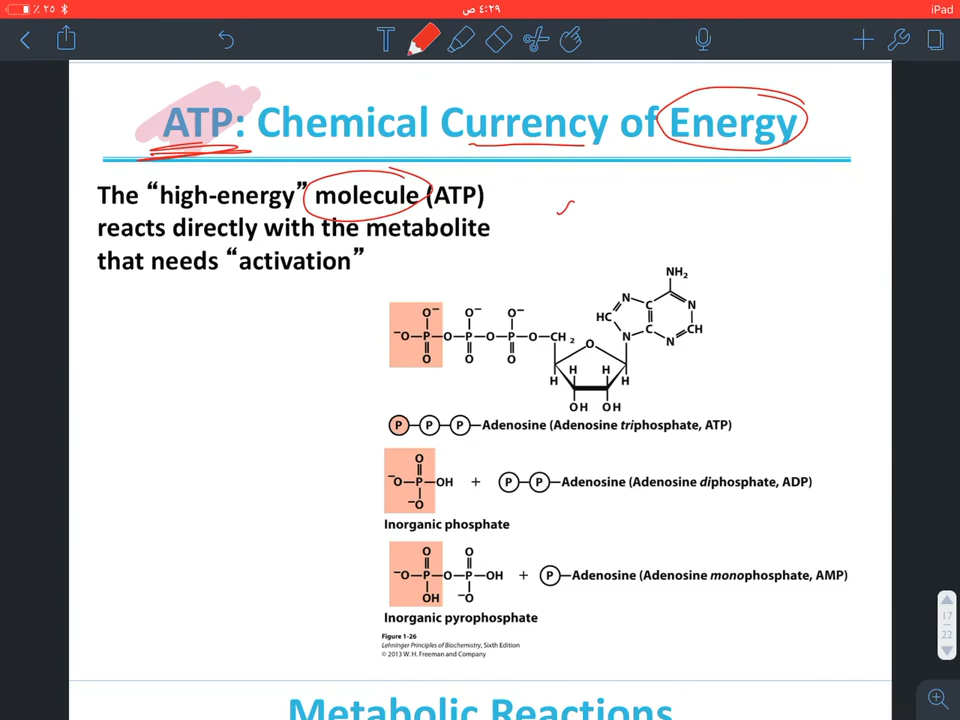 ٪ ٢٥
٤:٢٩ ص
iPad
T
ATP: Chemical Currency of Energy
The “high-energy” molecule (ATP)
reacts directly with the metabolite
that needs “activation”
NH2
O− O− O− N C N
HC C CH
−O—P—O—P—O—P—O—CH2 O N N
O O O
H H H H
OH OH
P—P—P—Adenosine (Adenosine triphosphate, ATP)
O
−O—P—OH + P—P—Adenosine (Adenosine diphosphate, ADP)
−O
Inorganic phosphate
O O
−O—P—O—P—OH + P—Adenosine (Adenosine monophosphate, AMP)
OH −O
Inorganic pyrophosphate
Figure 1-26
Lehninger Principles of Biochemistry, Sixth Edition
© 2013 W. H. Freeman and Company
17
22
Metabolic Reactions